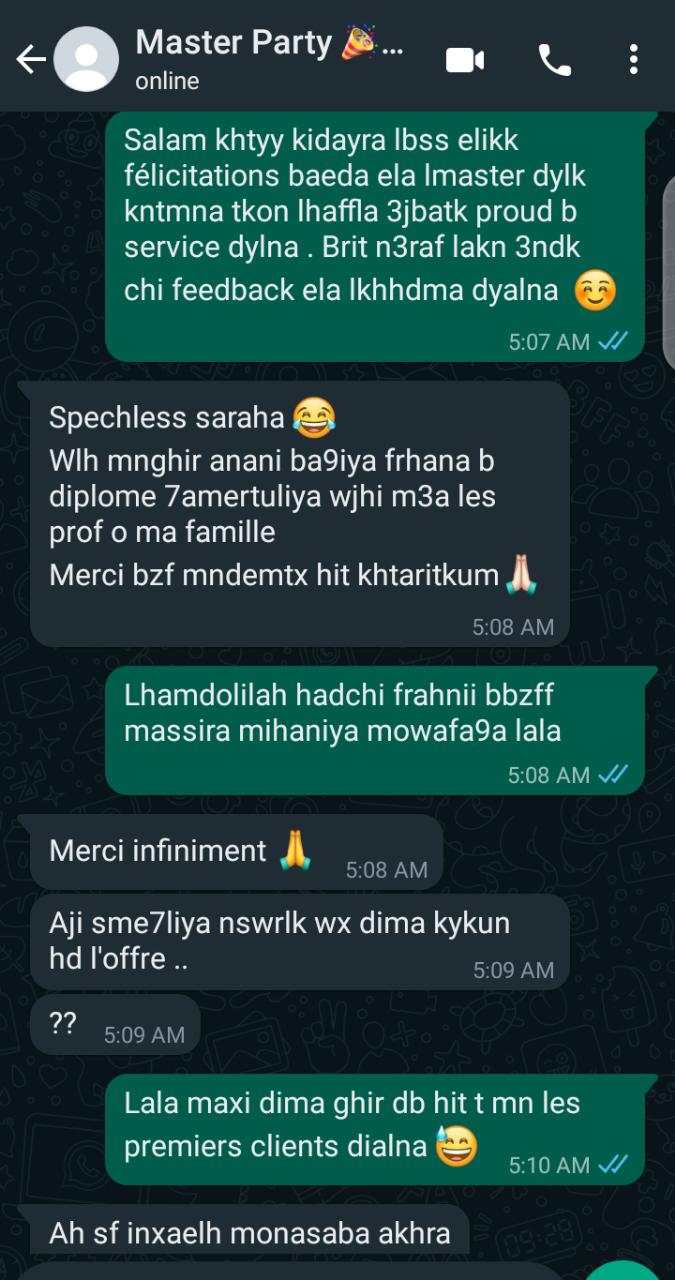 Master Party 🎉...
online
Salam khtyy kidayra lbss elikk
félicitations baeda ela lmaster dylk
kntmna tkon lhaffla 3jbatk proud b
service dylna . Brit n3raf lakn 3ndk
chi feedback ela lkhhdma dyalna ☺️
5:07 AM
Spechless saraha 😂
Wlh mnghir anani ba9iya frhana b
diplome 7amertuliya wjhi m3a les
prof o ma famille
Merci bzf mndemtx hit khtaritkum 🙏🏻
5:08 AM
Lhamdolilah hadchi frahnii bbzff
massira mihaniya mowafa9a lala
5:08 AM
Merci infiniment 🙏 5:08 AM
Aji sme7liya nswrlk wx dima kykun
hd l'offre ..
5:09 AM
?? 5:09 AM
Lala maxi dima ghir db hit t mn les
premiers clients dialna 😅
5:10 AM
Ah sf inxaelh monasaba akhra